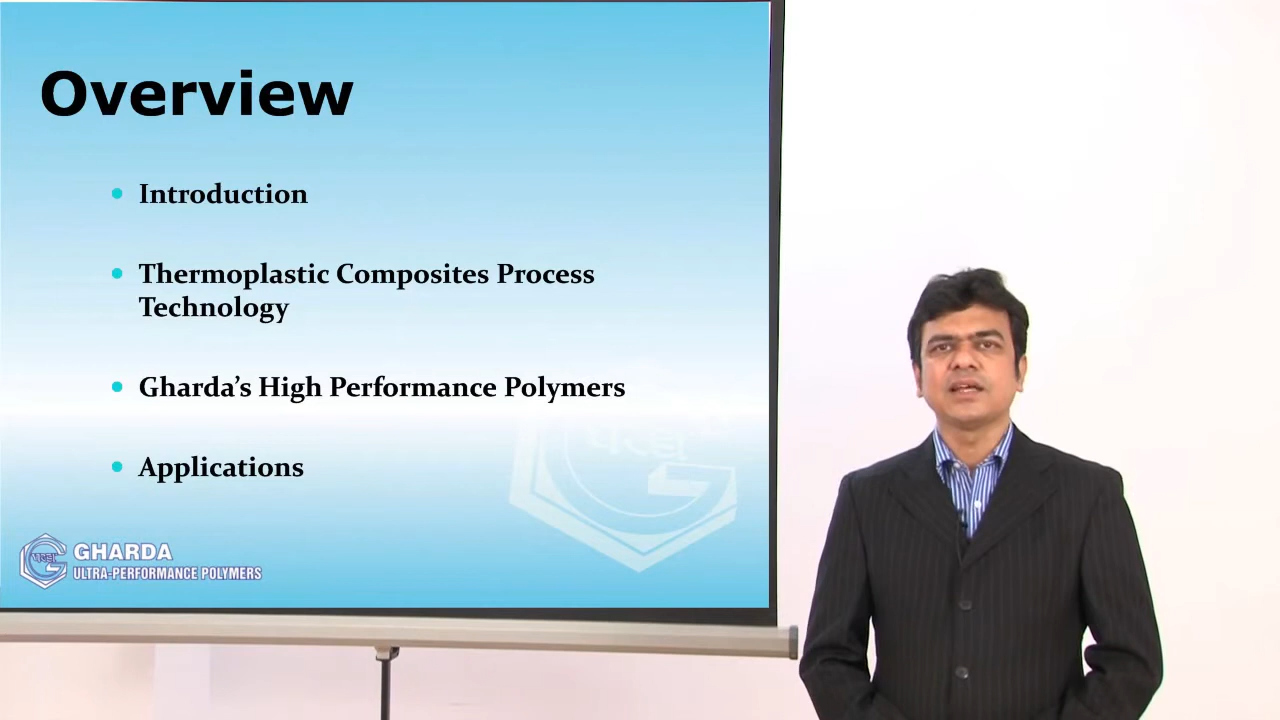 Overview
• Introduction
• Thermoplastic Composites Process
Technology
• Gharda's High Performance Polymers
• Applications
GHARDA
ULTRA-PERFORMANCE POLYMERS